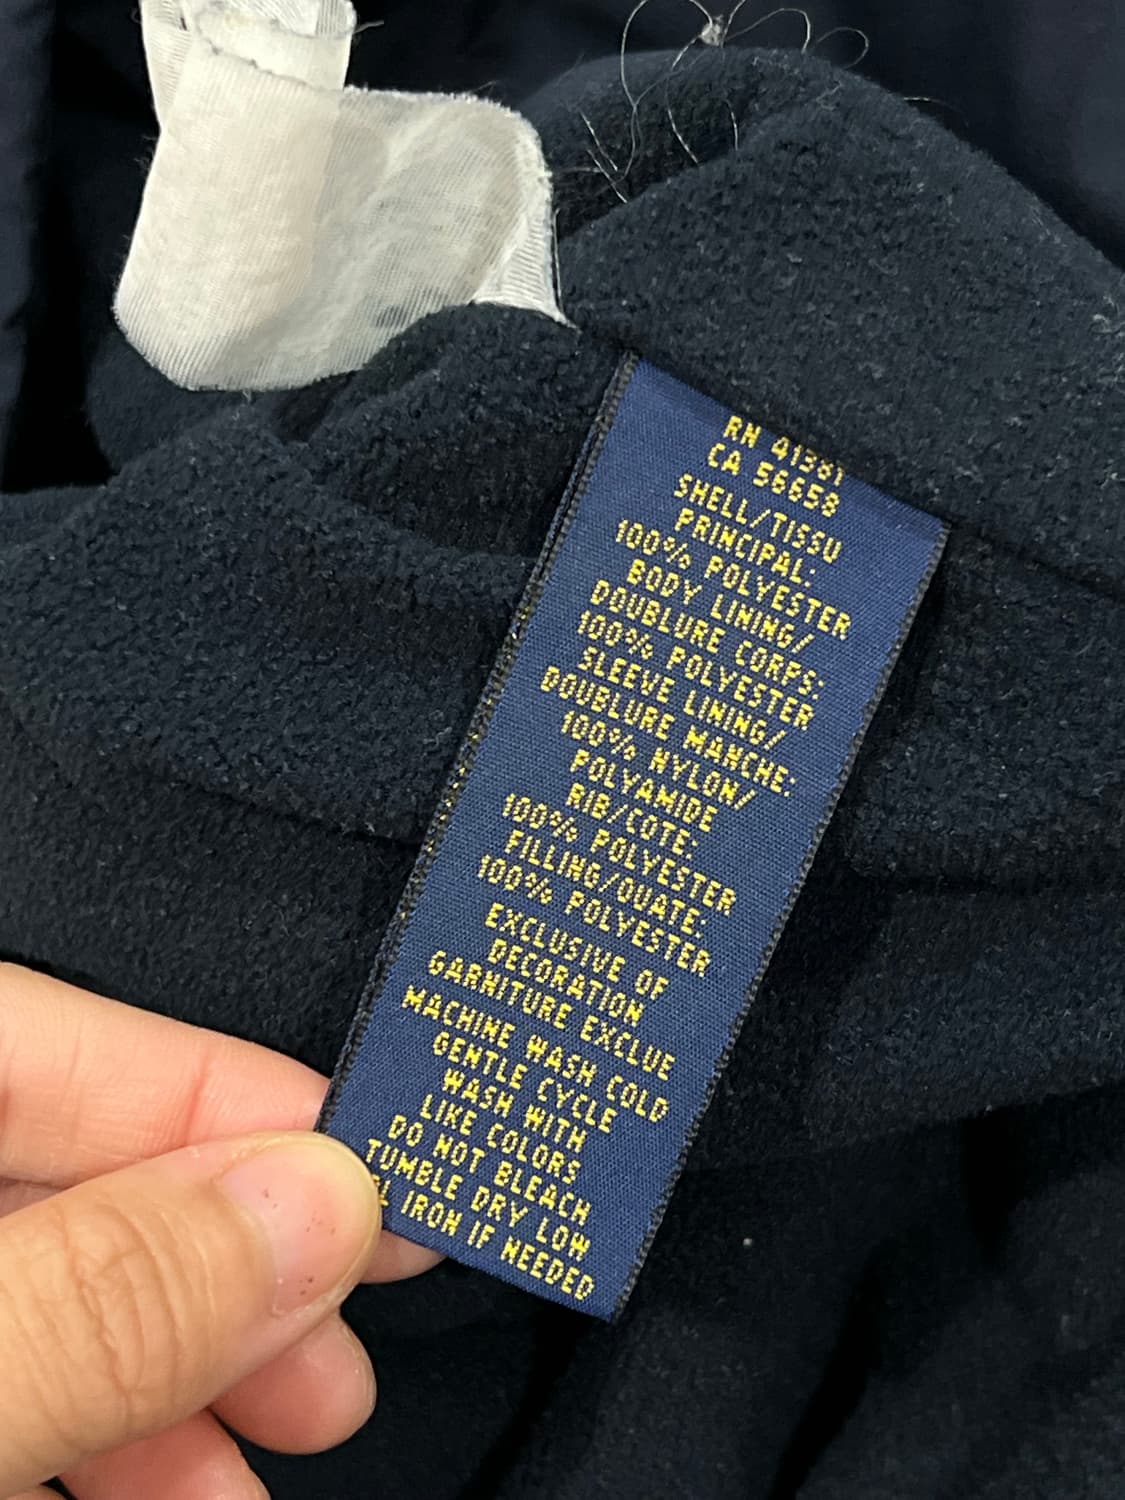 RN 41381
CA 56658
SHELL/TISSU
PRINCIPAL:
100% POLYESTER
BODY LINING/
DOUBLURE CORPS:
100% POLYESTER
SLEEVE LINING/
DOUBLURE MANCHE:
100% NYLON/
POLYAMIDE
RIB/COTE:
100% POLYESTER
FILLING/OUATE:
100% POLYESTER
EXCLUSIVE OF
DECORATION
GARNITURE EXCLUE
MACHINE WASH COLD
GENTLE CYCLE
WASH WITH
LIKE COLORS
DO NOT BLEACH
TUMBLE DRY LOW
IRON IF NEEDED